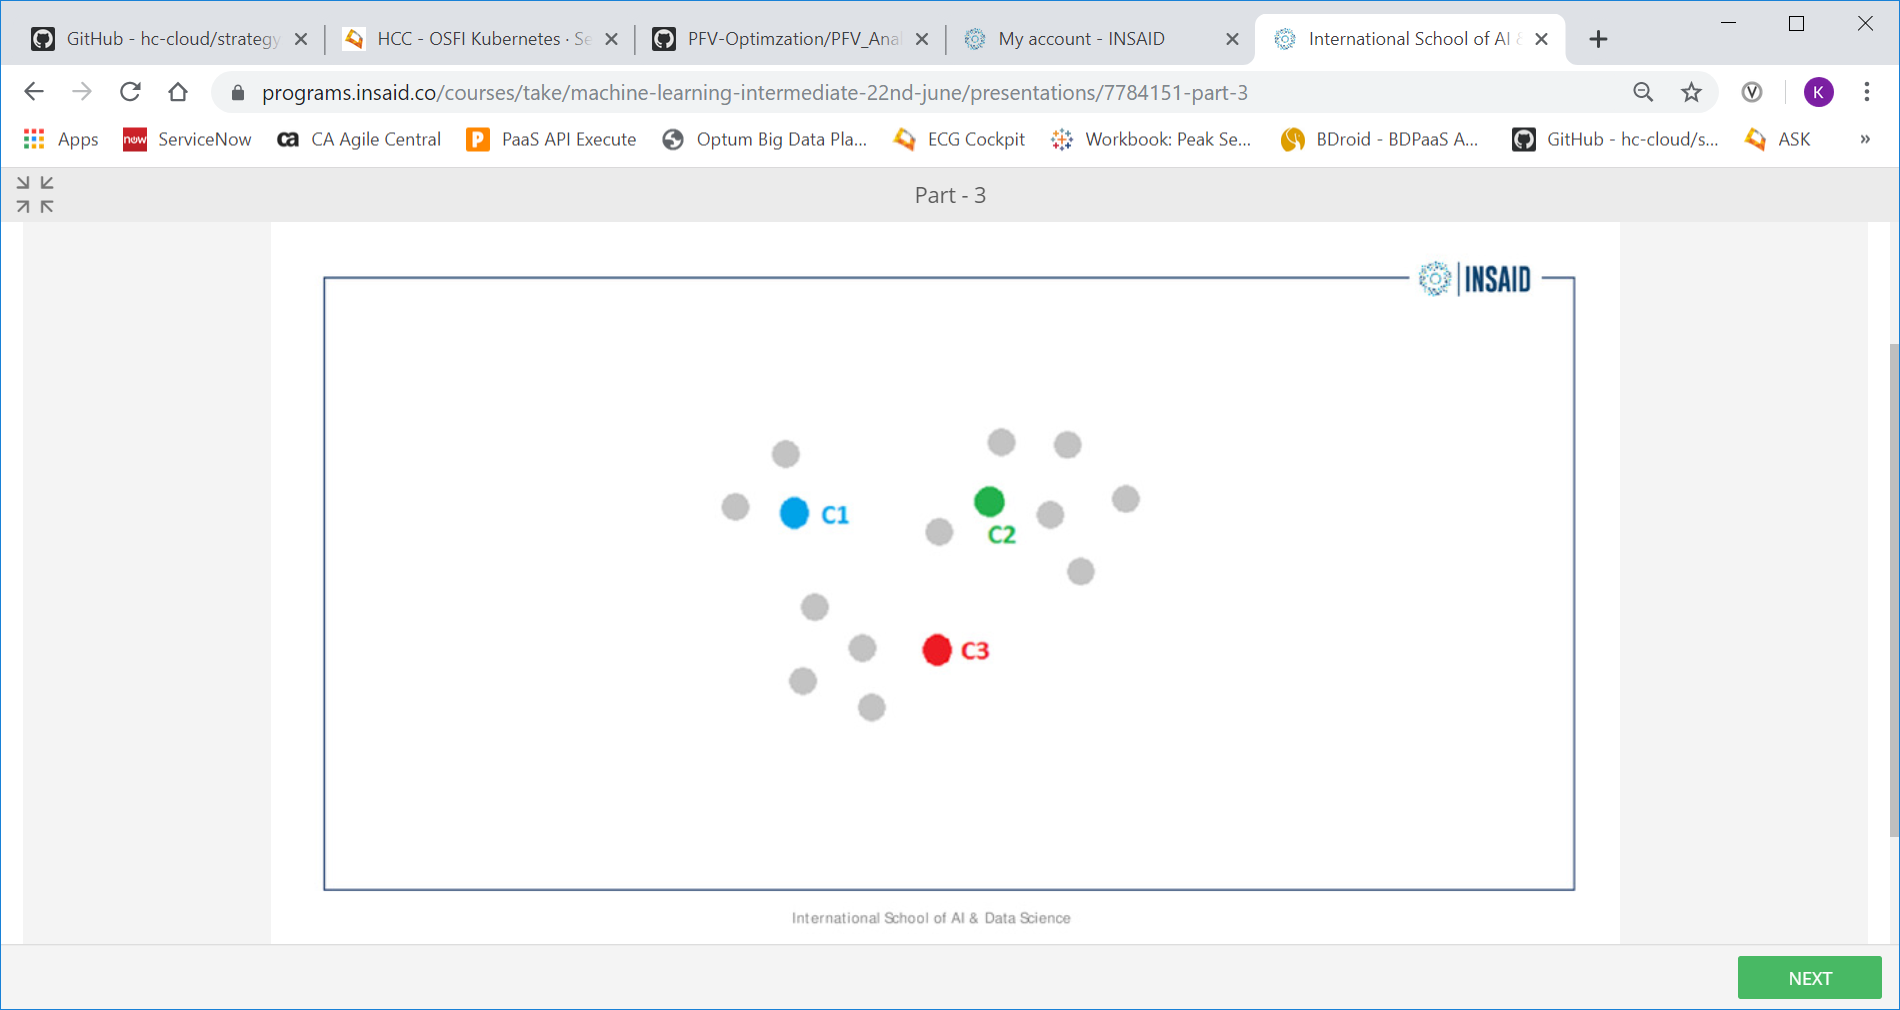 GitHub - hc-cloud/strategy
HCC - OSFI Kubernetes · Se
PFV-Optimzation/PFV_Anal
My account - INSAID
International School of AI &
programs.insaid.co/courses/take/machine-learning-intermediate-22nd-june/presentations/7784151-part-3
V
K
Apps
now
ServiceNow
ca
CA Agile Central
P
PaaS API Execute
Optum Big Data Pla...
ECG Cockpit
Workbook: Peak Se...
BDroid - BDPaaS A...
GitHub - hc-cloud/s...
ASK
»
Part - 3
INSAID
C1
C2
C3
International School of AI & Data Science
NEXT